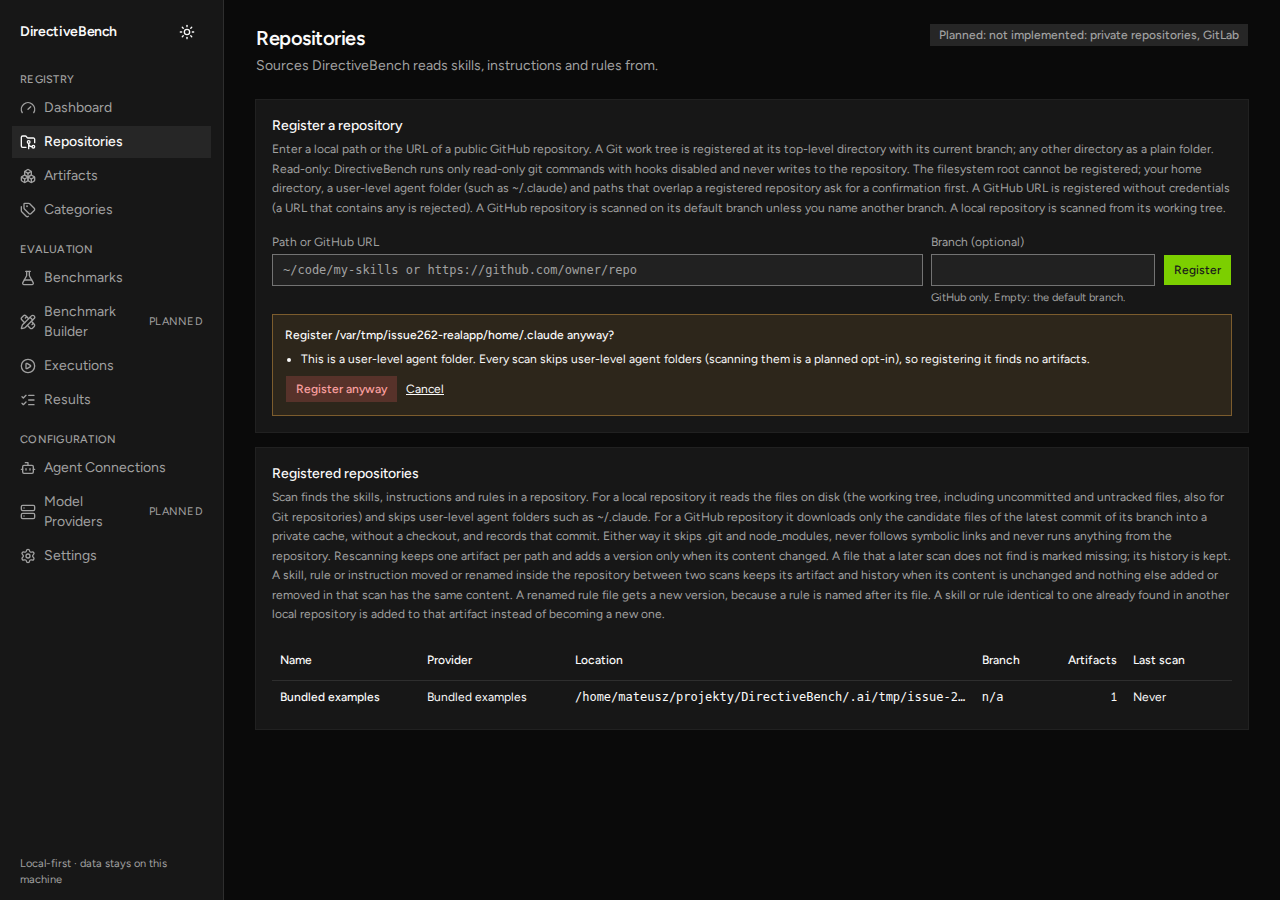 DirectiveBench
REGISTRY
Dashboard
Repositories
Artifacts
Categories
EVALUATION
Benchmarks
Benchmark
Builder
PLANNED
Executions
Results
CONFIGURATION
Agent Connections
Model
Providers
PLANNED
Settings
Local-first · data stays on this
machine
Repositories
Planned: not implemented: private repositories, GitLab
Sources DirectiveBench reads skills, instructions and rules from.
Register a repository
Enter a local path or the URL of a public GitHub repository. A Git work tree is registered at its top-level directory with its current branch; any other directory as a plain folder.
Read-only: DirectiveBench runs only read-only git commands with hooks disabled and never writes to the repository. The filesystem root cannot be registered; your home
directory, a user-level agent folder (such as ~/.claude) and paths that overlap a registered repository ask for a confirmation first. A GitHub URL is registered without credentials
(a URL that contains any is rejected). A GitHub repository is scanned on its default branch unless you name another branch. A local repository is scanned from its working tree.
Path or GitHub URL
Branch (optional)
~/code/my-skills or https://github.com/owner/repo
Register
GitHub only. Empty: the default branch.
Register /var/tmp/issue262-realapp/home/.claude anyway?
• This is a user-level agent folder. Every scan skips user-level agent folders (scanning them is a planned opt-in), so registering it finds no artifacts.
Register anyway
Cancel
Registered repositories
Scan finds the skills, instructions and rules in a repository. For a local repository it reads the files on disk (the working tree, including uncommitted and untracked files, also for
Git repositories) and skips user-level agent folders such as ~/.claude. For a GitHub repository it downloads only the candidate files of the latest commit of its branch into a
private cache, without a checkout, and records that commit. Either way it skips .git and node_modules, never follows symbolic links and never runs anything from the
repository. Rescanning keeps one artifact per path and adds a version only when its content changed. A file that a later scan does not find is marked missing; its history is kept.
A skill, rule or instruction moved or renamed inside the repository between two scans keeps its artifact and history when its content is unchanged and nothing else added or
removed in that scan has the same content. A renamed rule file gets a new version, because a rule is named after its file. A skill or rule identical to one already found in another
local repository is added to that artifact instead of becoming a new one.
Name Provider Location Branch Artifacts Last scan
Bundled examples Bundled examples /home/mateusz/projekty/DirectiveBench/.ai/tmp/issue-2… n/a 1 Never